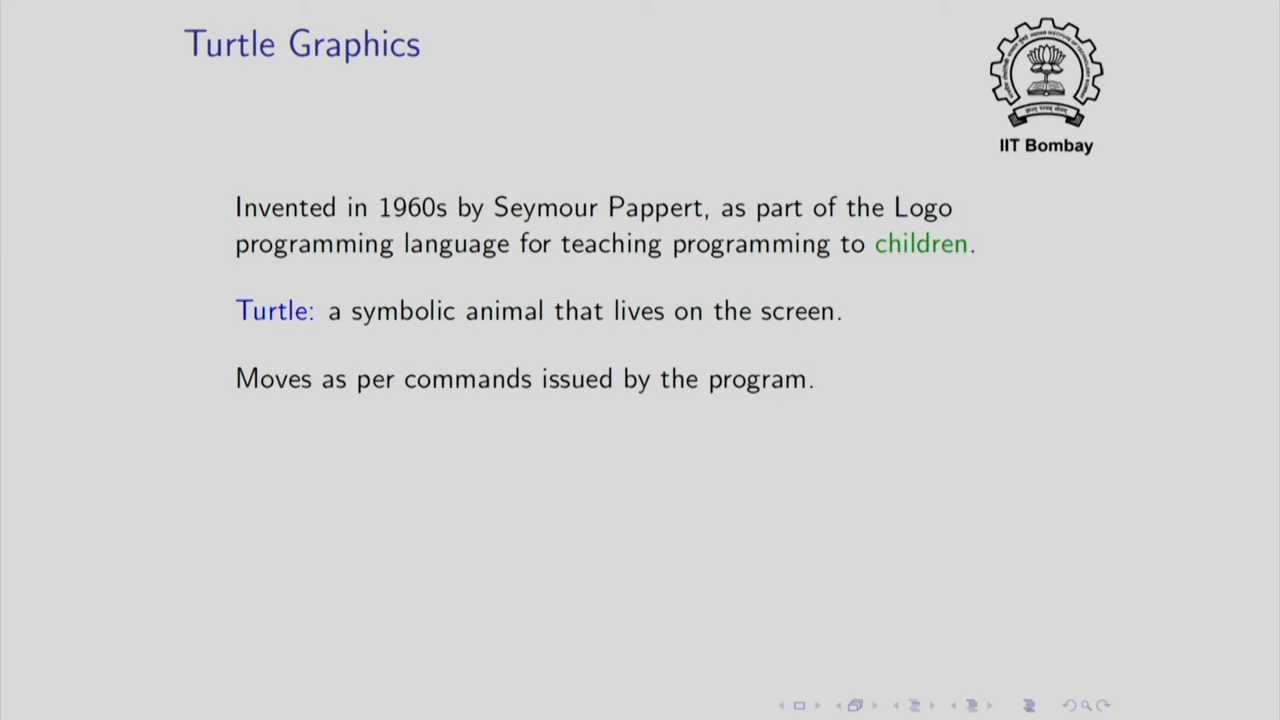 Turtle Graphics
IIT Bombay
Invented in 1960s by Seymour Pappert, as part of the Logo
programming language for teaching programming to children.
Turtle: a symbolic animal that lives on the screen.
Moves as per commands issued by the program.